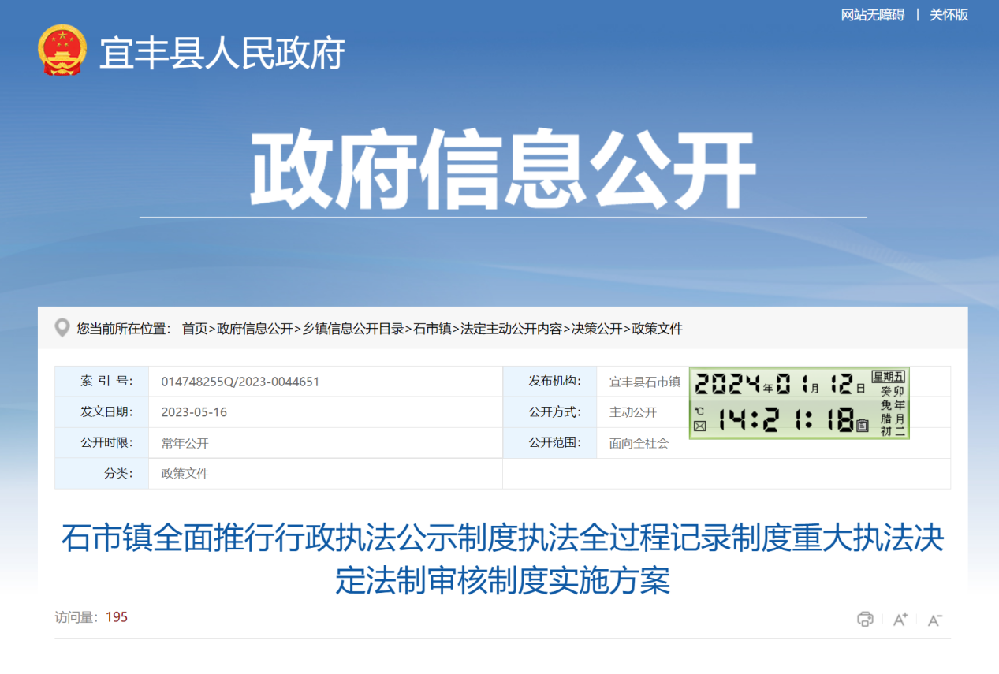 网站无障碍 | 关怀版
宜丰县人民政府
政府信息公开
您当前所在位置： 首页>政府信息公开>乡镇信息公开目录>石市镇>法定主动公开内容>决策公开>政策文件
索 引 号： 014748255Q/2023-0044651 发布机构： 宜丰县石市镇
发文日期： 2023-05-16 公开方式： 主动公开
公开时限： 常年公开 公开范围： 面向全社会
分类： 政策文件
2024年01月12日 星期五
℃ 14:21:18
癸卯
兔年
腊月
初二
石市镇全面推行行政执法公示制度执法全过程记录制度重大执法决
定法制审核制度实施方案
访问量： 195
A+ A-